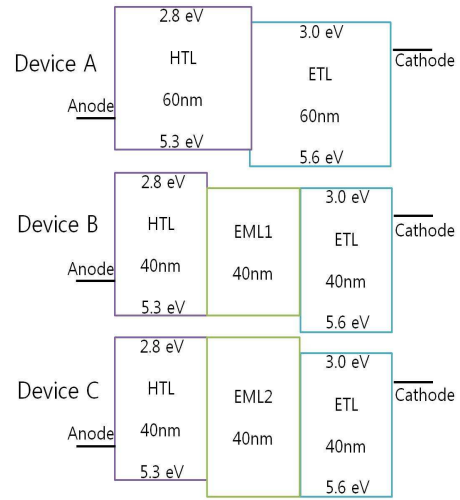 2.8 eV
3.0 eV
Device A
HTL
Cathode
ETL
60nm
Anode
60nm
5.3 eV
5.6 eV
2.8 eV
3.0 eV
Device B
HTL
EML1
Cathode
ETL
Anode
40nm
40nm
40nm
5.3 eV
5.6 eV
2.8 eV
3.0 eV
Device C
HTL
EML2
Cathode
ETL
Anode
40nm
40nm
40nm
5.3 eV
5.6 eV